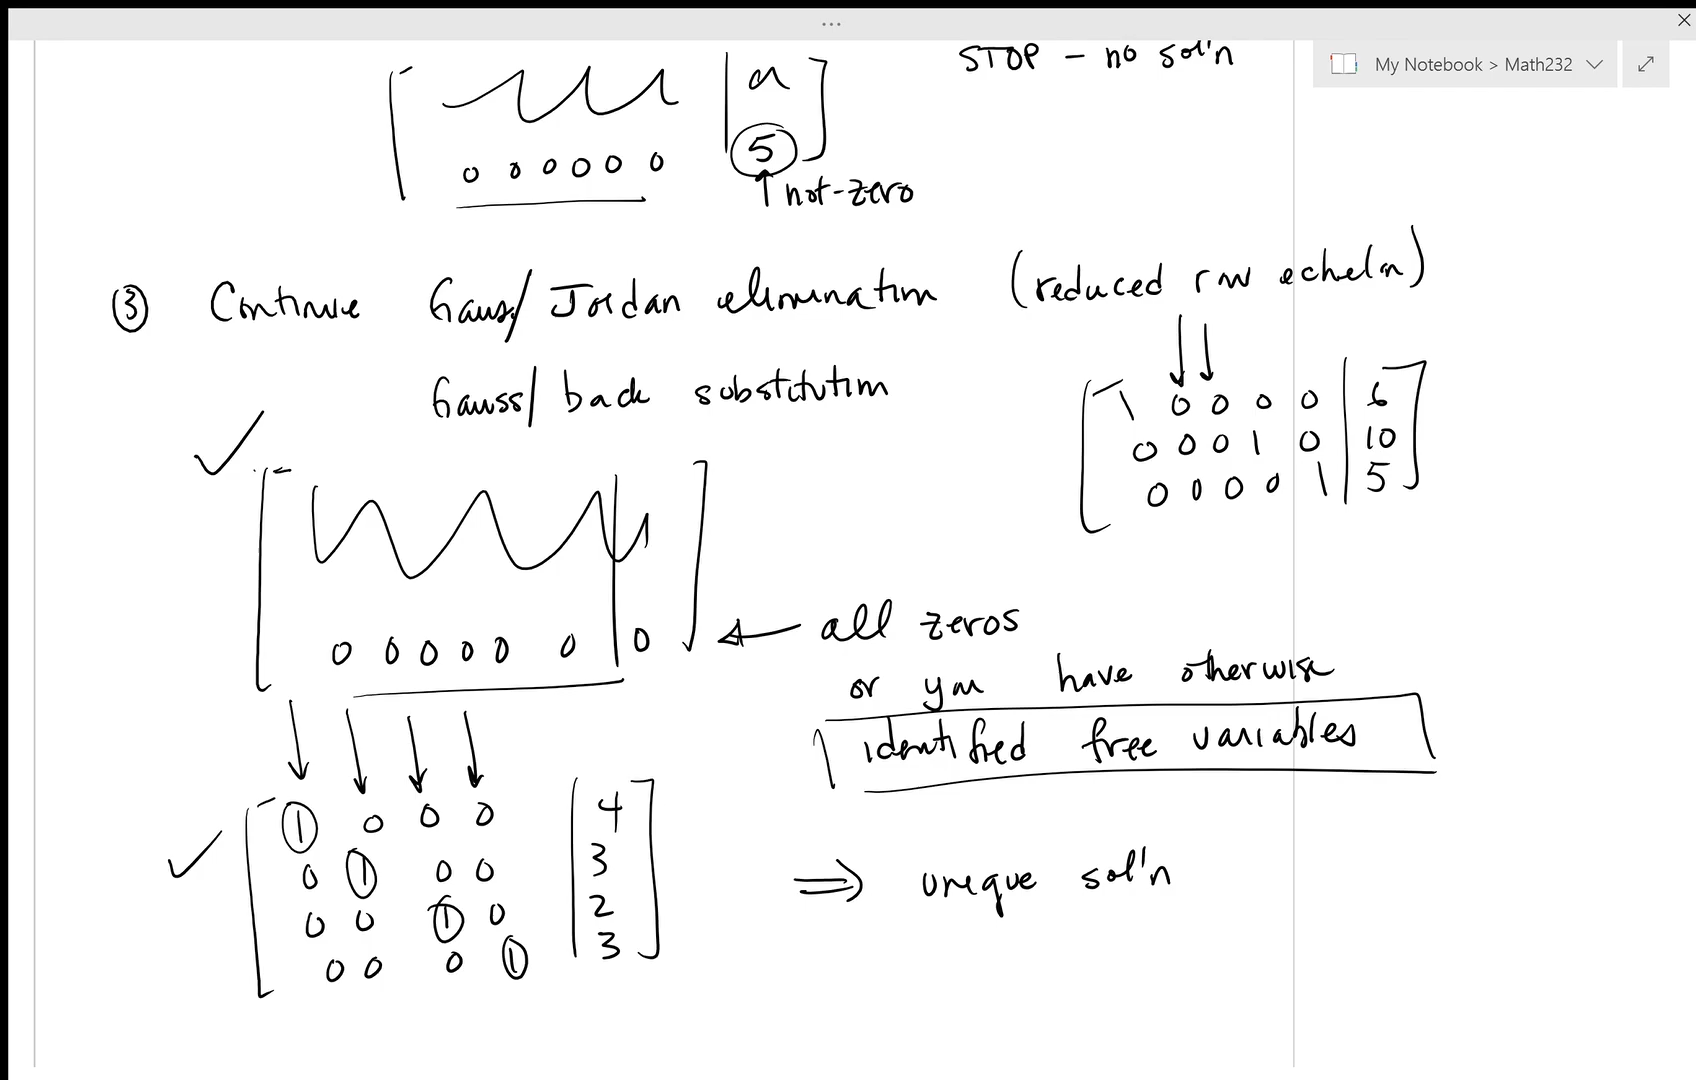 STOP – no sol'n
My Notebook > Math232
a
0 0 0 0 0 0 5
↑ not-zero
③ Continue Gauss/Jordan elimination (reduced row echelon)
Gauss/back substitution
1 0 0 0 0 | 6
0 0 0 1 0 | 10
0 0 0 0 1 | 5
0 0 0 0 0 0 | 0 ← all zeros
or you have otherwise
identified free variables
1 0 0 0 | 4
0 1 0 0 | 3
0 0 1 0 | 2
0 0 0 1 | 3
⇒ unique sol'n